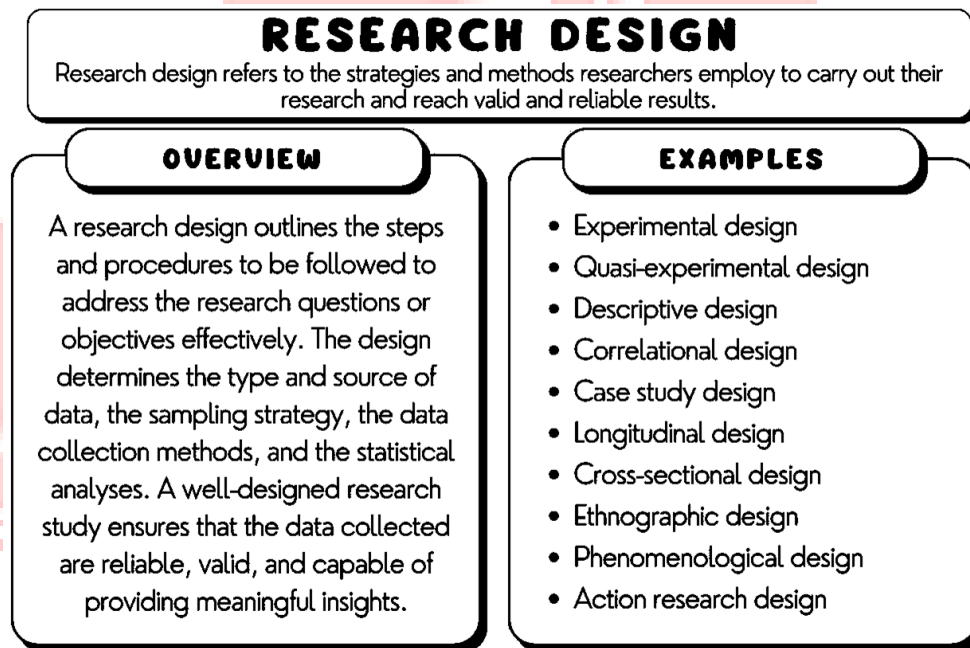 RESEARCH DESIGN
Research design refers to the strategies and methods researchers employ to carry out their
research and reach valid and reliable results.
OVERVIEW
A research design outlines the steps
and procedures to be followed to
address the research questions or
objectives effectively. The design
determines the type and source of
data, the sampling strategy, the data
collection methods, and the statistical
analyses. A well-designed research
study ensures that the data collected
are reliable, valid, and capable of
providing meaningful insights.
EXAMPLES
• Experimental design
• Quasi-experimental design
• Descriptive design
• Correlational design
• Case study design
• Longitudinal design
• Cross-sectional design
• Ethnographic design
• Phenomenological design
• Action research design